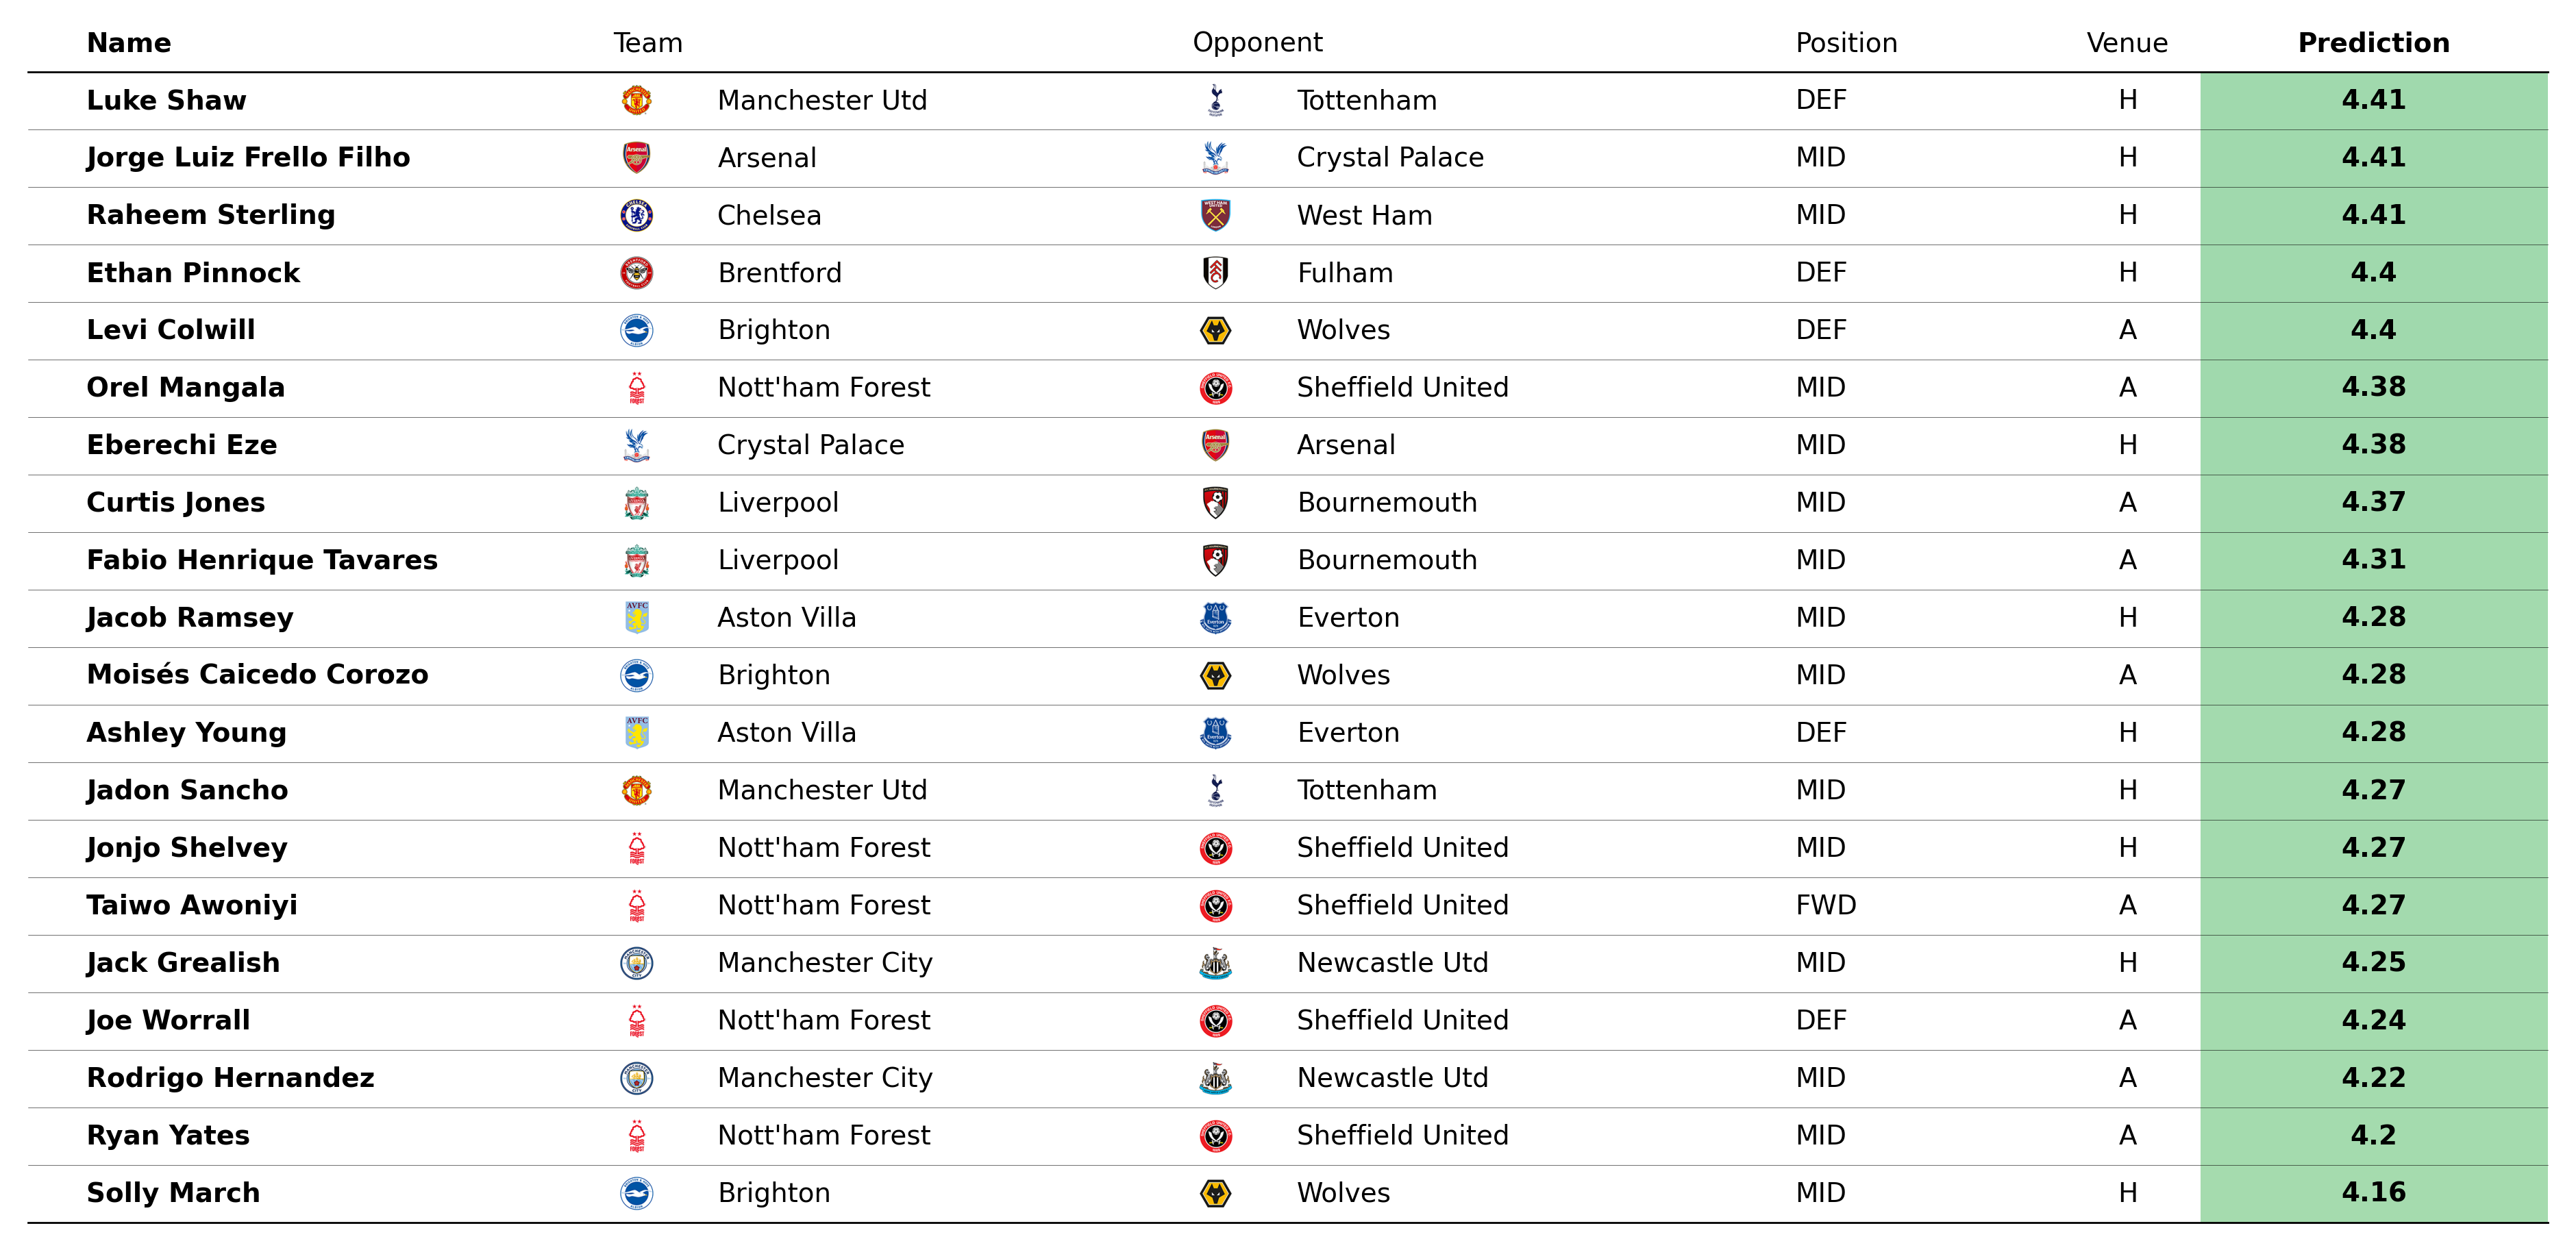 Name Team Opponent Position Venue Prediction
Luke Shaw Manchester Utd Tottenham DEF H 4.41
Jorge Luiz Frello Filho Arsenal Crystal Palace MID H 4.41
Raheem Sterling Chelsea West Ham MID H 4.41
Ethan Pinnock Brentford Fulham DEF H 4.4
Levi Colwill Brighton Wolves DEF A 4.4
Orel Mangala Nott'ham Forest Sheffield United MID A 4.38
Eberechi Eze Crystal Palace Arsenal MID H 4.38
Curtis Jones Liverpool Bournemouth MID A 4.37
Fabio Henrique Tavares Liverpool Bournemouth MID A 4.31
Jacob Ramsey Aston Villa Everton MID H 4.28
Moisés Caicedo Corozo Brighton Wolves MID A 4.28
Ashley Young Aston Villa Everton DEF H 4.28
Jadon Sancho Manchester Utd Tottenham MID H 4.27
Jonjo Shelvey Nott'ham Forest Sheffield United MID H 4.27
Taiwo Awoniyi Nott'ham Forest Sheffield United FWD A 4.27
Jack Grealish Manchester City Newcastle Utd MID H 4.25
Joe Worrall Nott'ham Forest Sheffield United DEF A 4.24
Rodrigo Hernandez Manchester City Newcastle Utd MID A 4.22
Ryan Yates Nott'ham Forest Sheffield United MID A 4.2
Solly March Brighton Wolves MID H 4.16